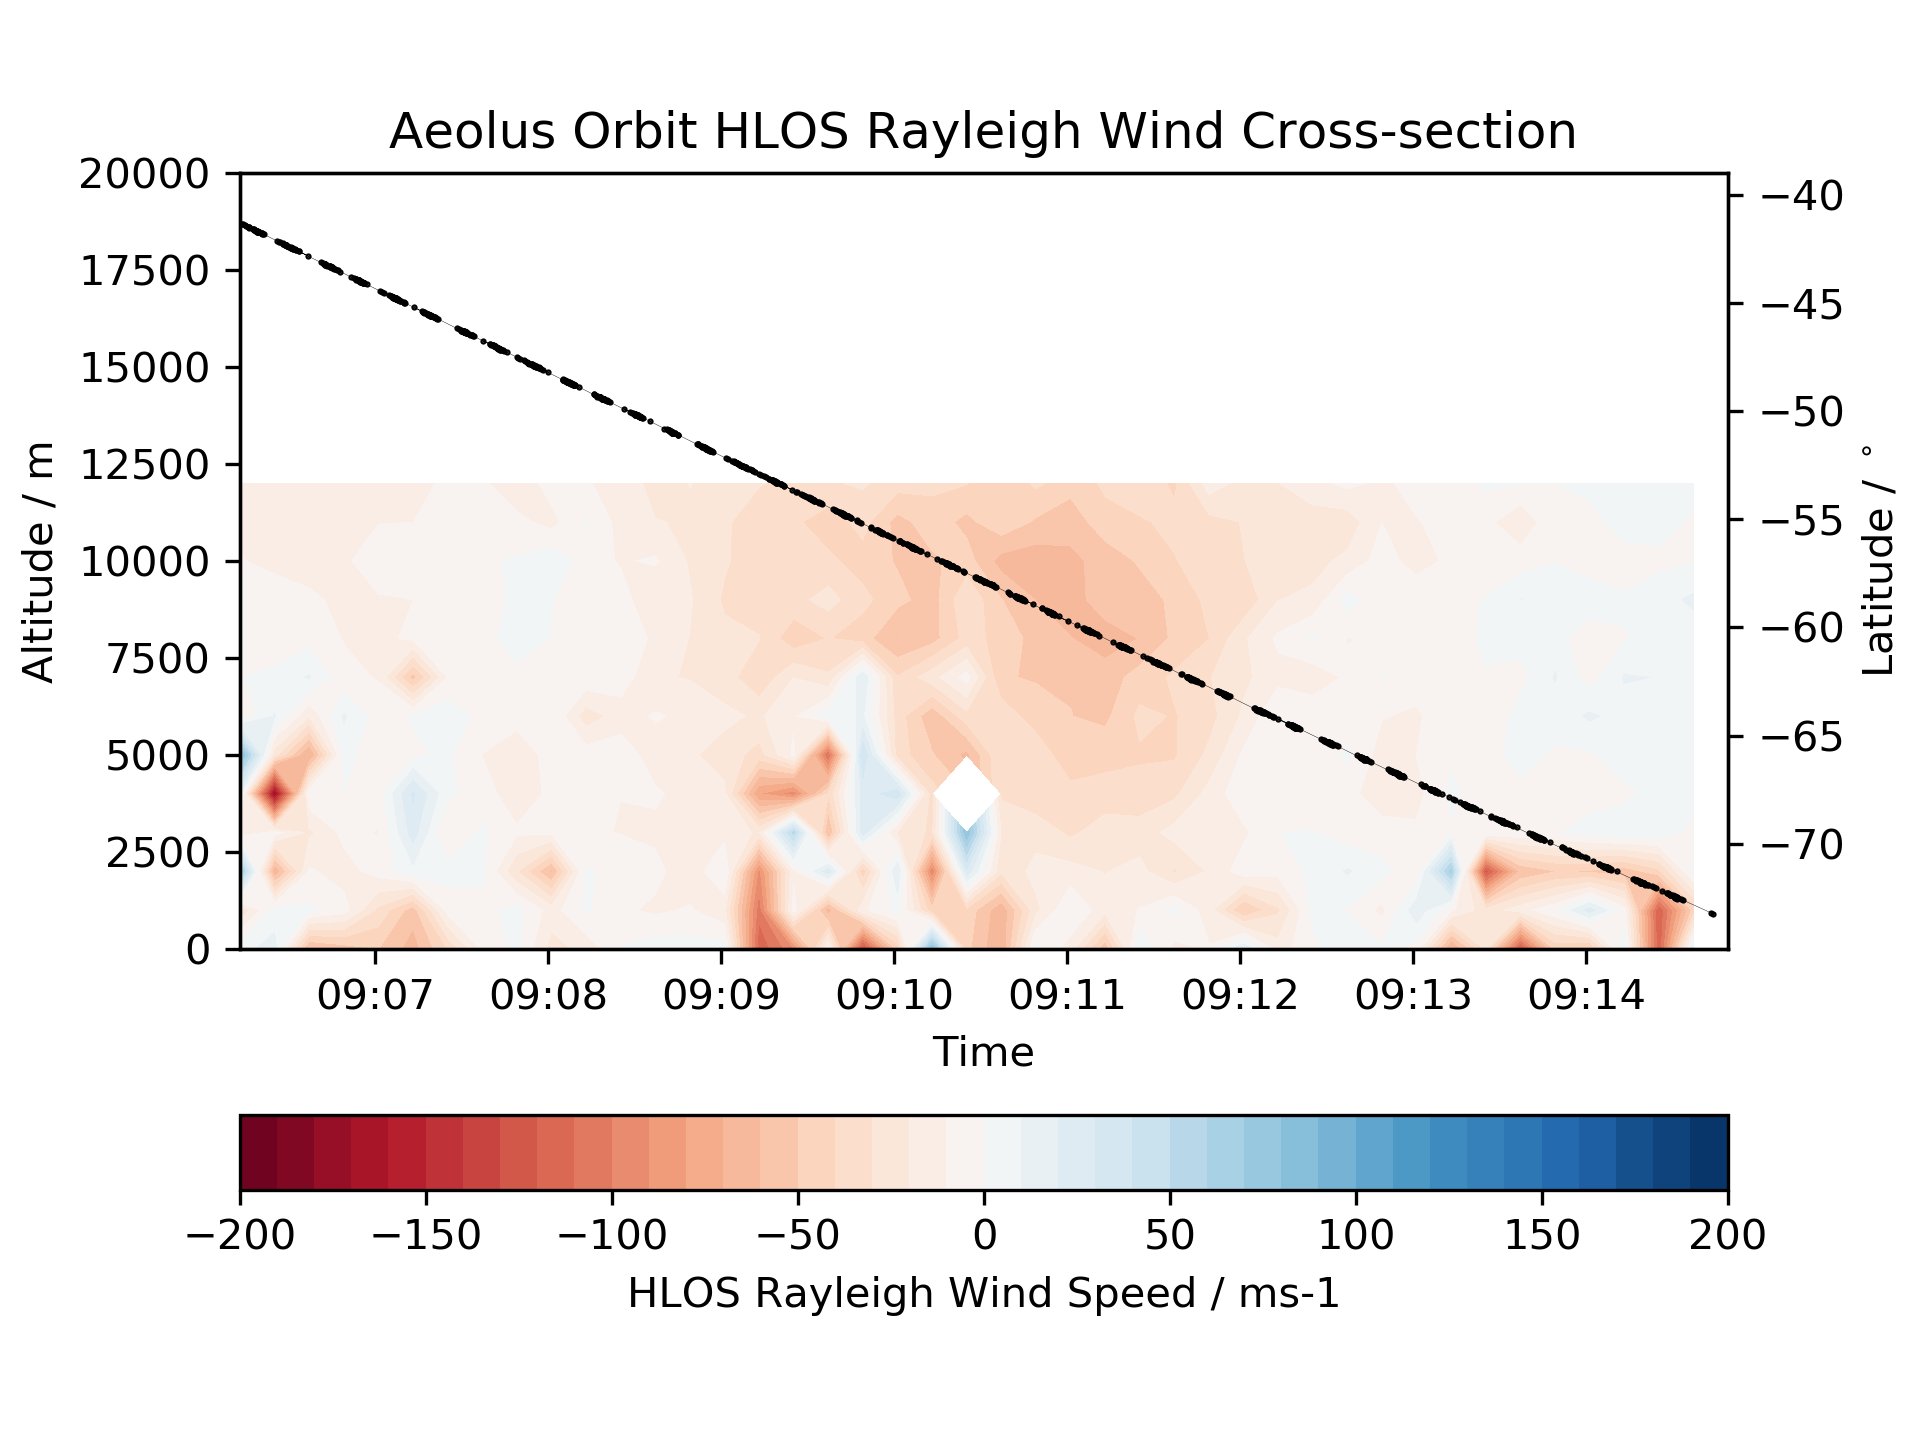 Aeolus Orbit HLOS Rayleigh Wind Cross-section
20000
17500
15000
12500
10000
7500
5000
2500
0
Altitude / m
−40
−45
−50
−55
−60
−65
−70
Latitude / °
09:07 09:08 09:09 09:10 09:11 09:12 09:13 09:14
Time
−200 −150 −100 −50 0 50 100 150 200
HLOS Rayleigh Wind Speed / ms-1